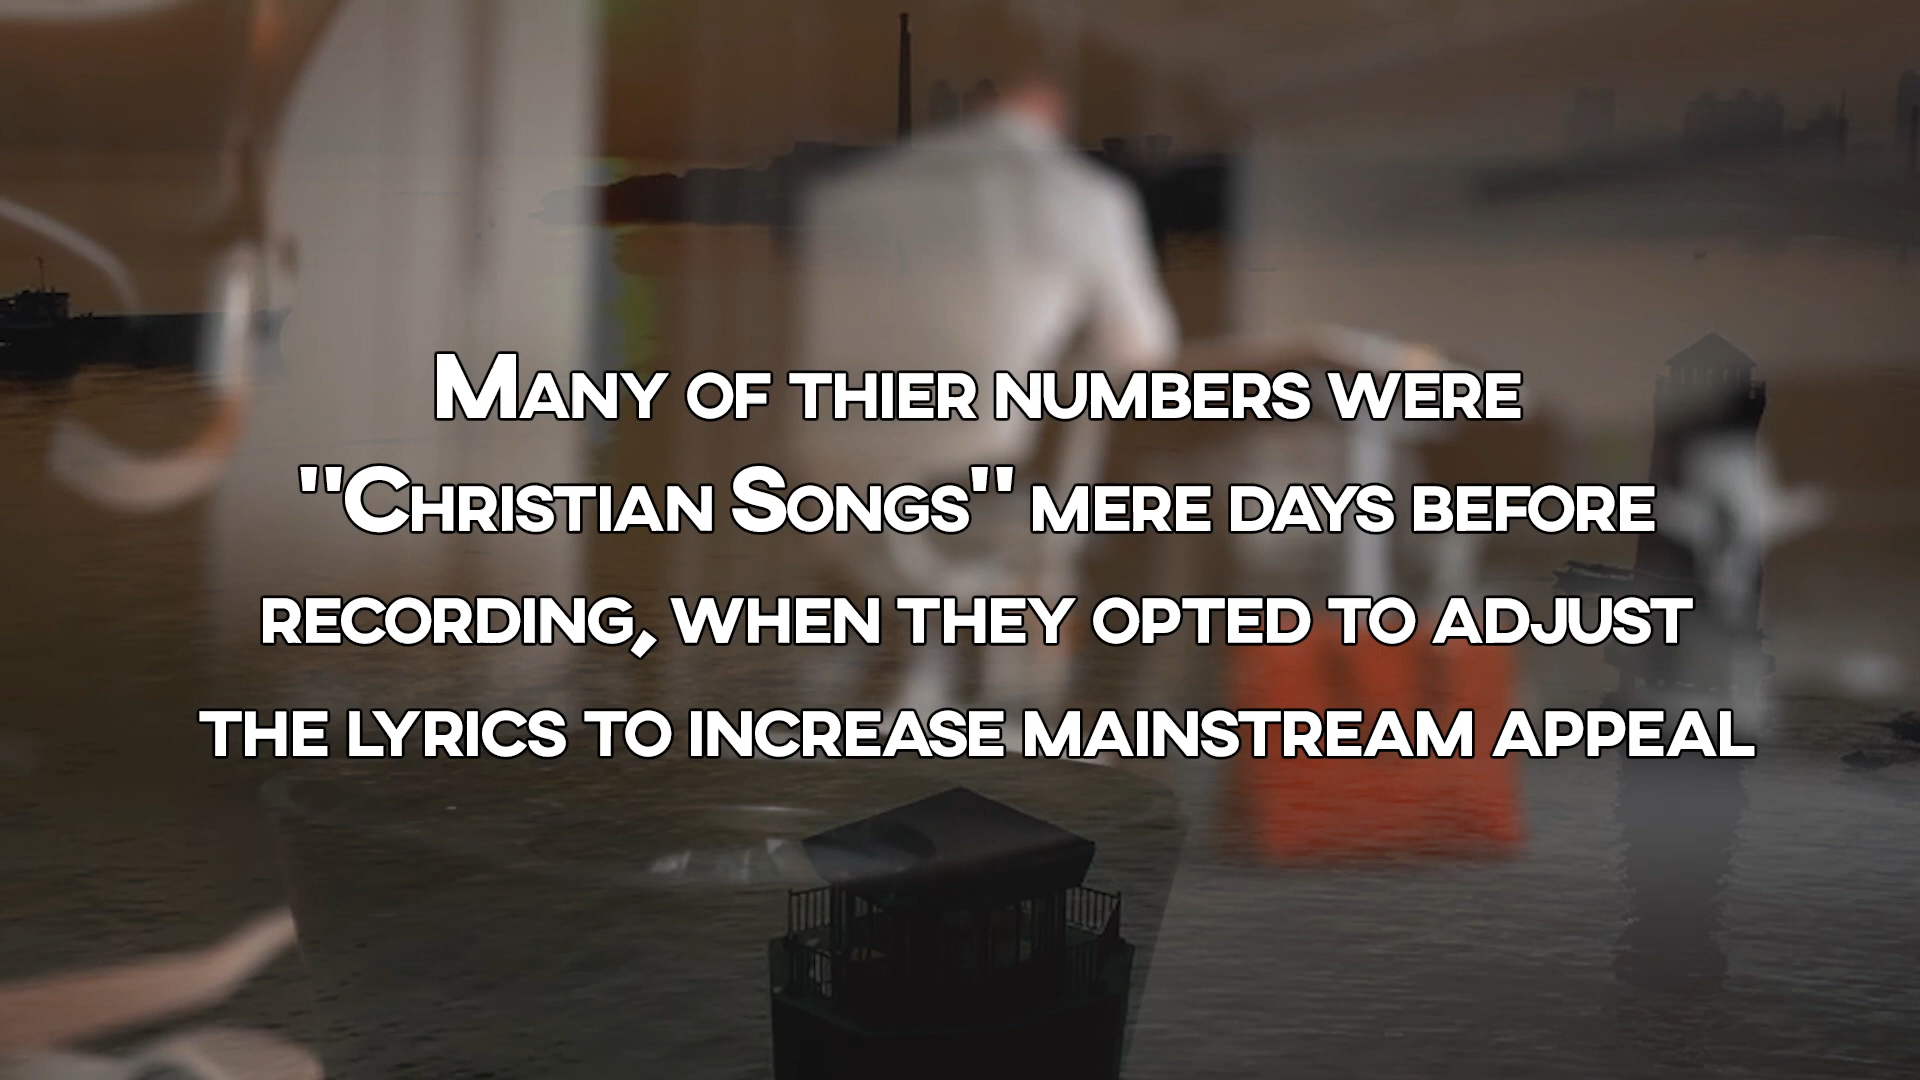 Many of thier numbers were
"Christian Songs" mere days before
recording, when they opted to adjust
the lyrics to increase mainstream appeal